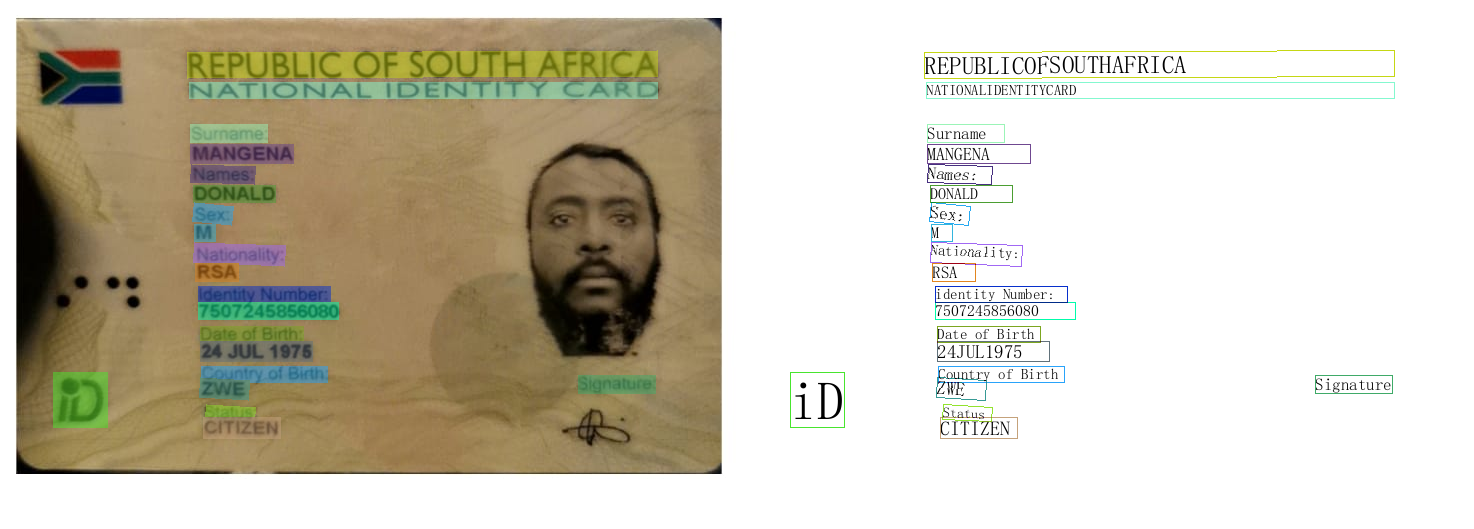 REPUBLIC OF SOUTH AFRICA
NATIONAL IDENTITY CARD
Surname:
MANGENA
Names:
DONALD
Sex:
M
Nationality:
RSA
Identity Number:
7507245856080
Date of Birth:
24 JUL 1975
Country of Birth:
ZWE
Status
CITIZEN
Signature:
iD
REPUBLICOFSOUTHAFRICA
NATIONALIDENTITYCARD
Surname
MANGENA
Names:
DONALD
Sex:
M
Nationality:
RSA
identity Number:
7507245856080
Date of Birth
24JUL1975
Country of Birth
ZWE
Status
CITIZEN
Signature
iD